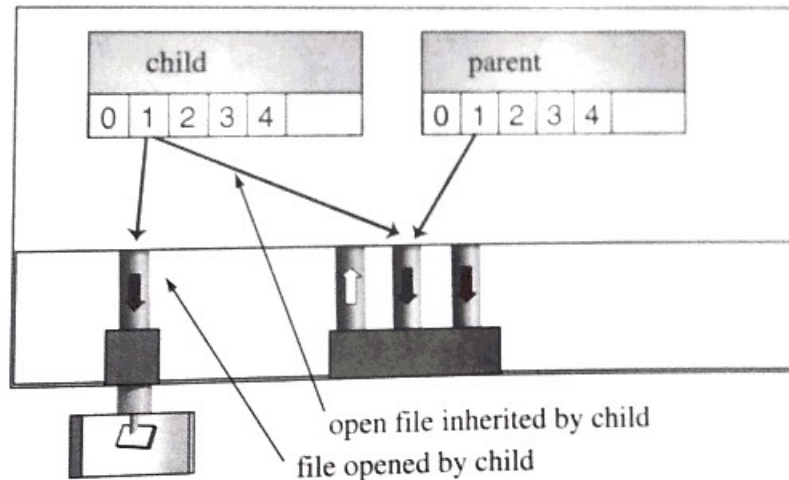 child
parent
0 1 2 3 4
0 1 2 3 4
open file inherited by child
file opened by child